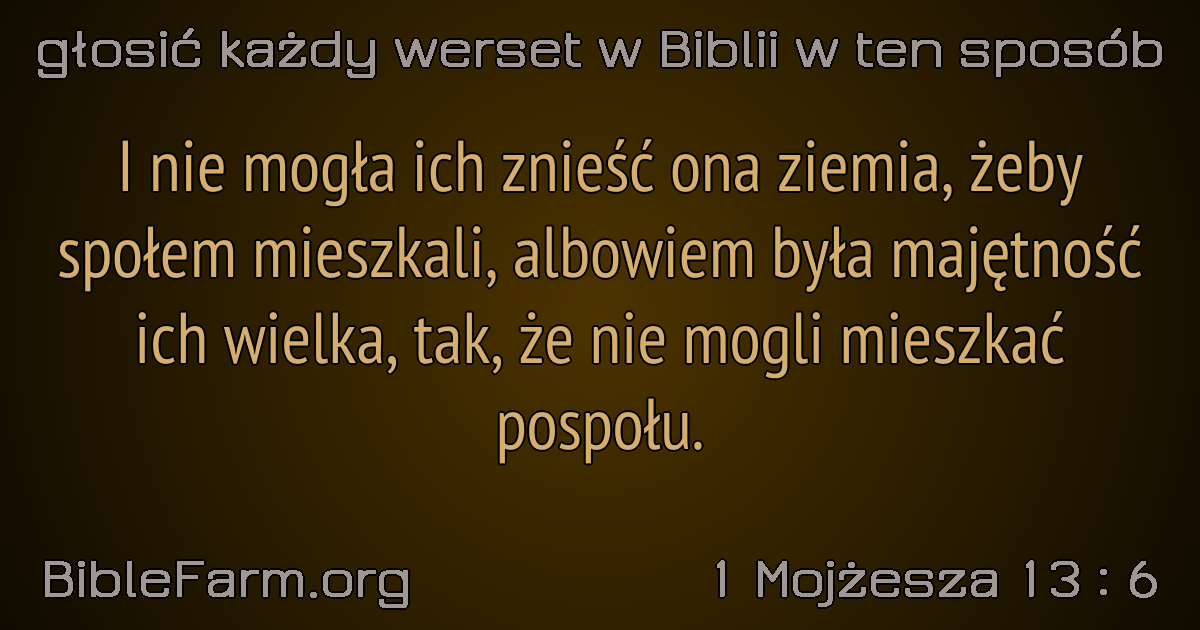 głosić każdy werset w Biblii w ten sposób
I nie mogła ich znieść ona ziemia, żeby
społem mieszkali, albowiem była majętność
ich wielka, tak, że nie mogli mieszkać
pospołu.
BibleFarm.org
1 Mojżesza 13 : 6